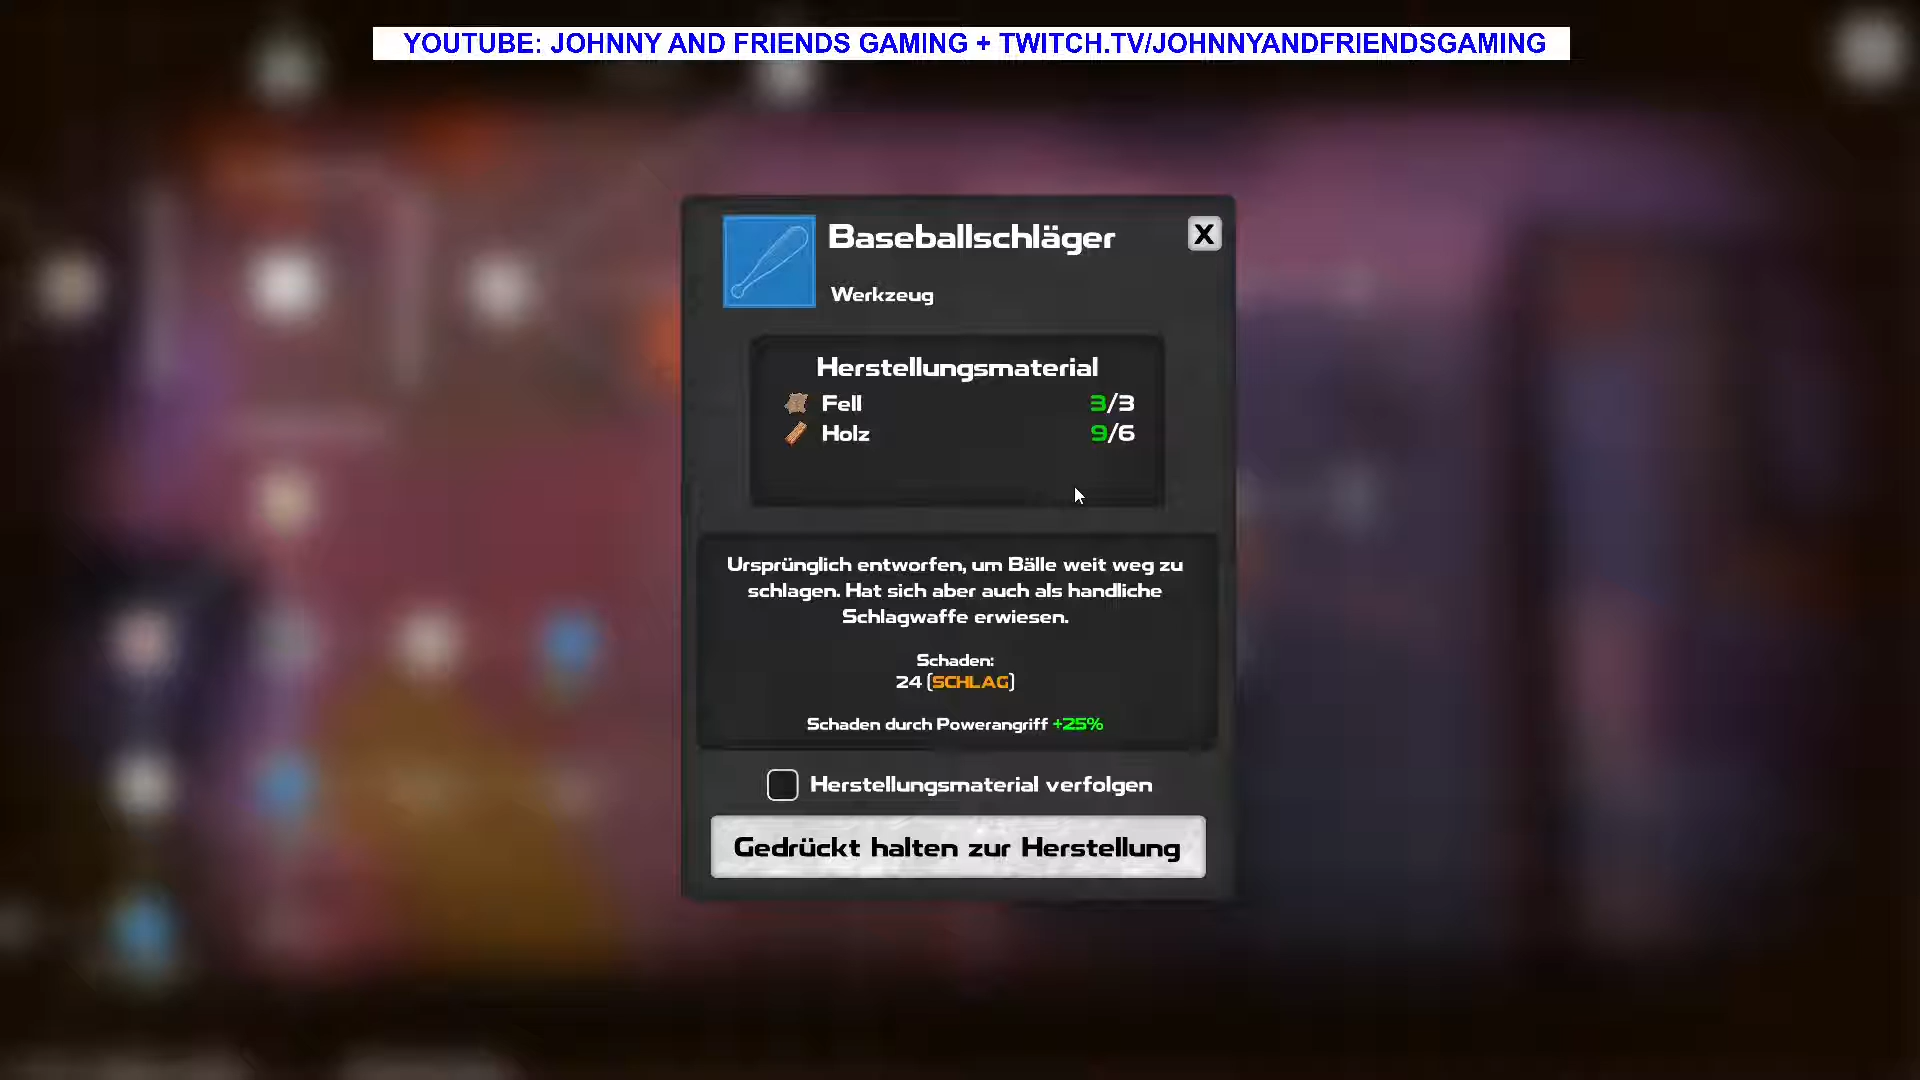 YOUTUBE: JOHNNY AND FRIENDS GAMING + TWITCH.TV/JOHNNYANDFRIENDSGAMING
Baseballschläger
X
Werkzeug
Herstellungsmaterial
Fell 3/3
Holz 9/6
Ursprünglich entworfen, um Bälle weit weg zu
schlagen. Hat sich aber auch als handliche
Schlagwaffe erwiesen.
Schaden:
24 (SCHLAG)
Schaden durch Powerangriff +25%
Herstellungsmaterial verfolgen
Gedrückt halten zur Herstellung